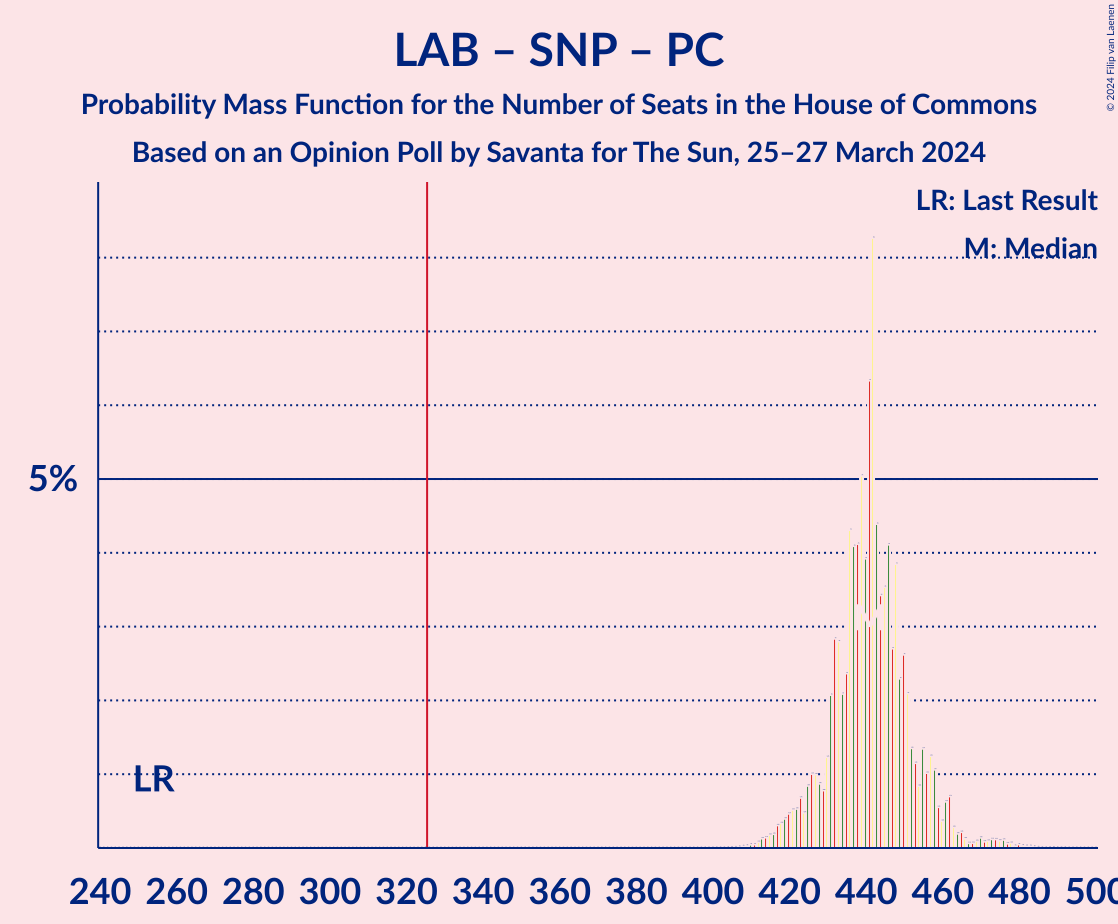 LAB – SNP – PC
Probability Mass Function for the Number of Seats in the House of Commons
Based on an Opinion Poll by Savanta for The Sun, 25–27 March 2024
© 2024 Filip van Laenen
LR: Last Result
M: Median
5%
LR
240 260 280 300 320 340 360 380 400 420 440 460 480 500